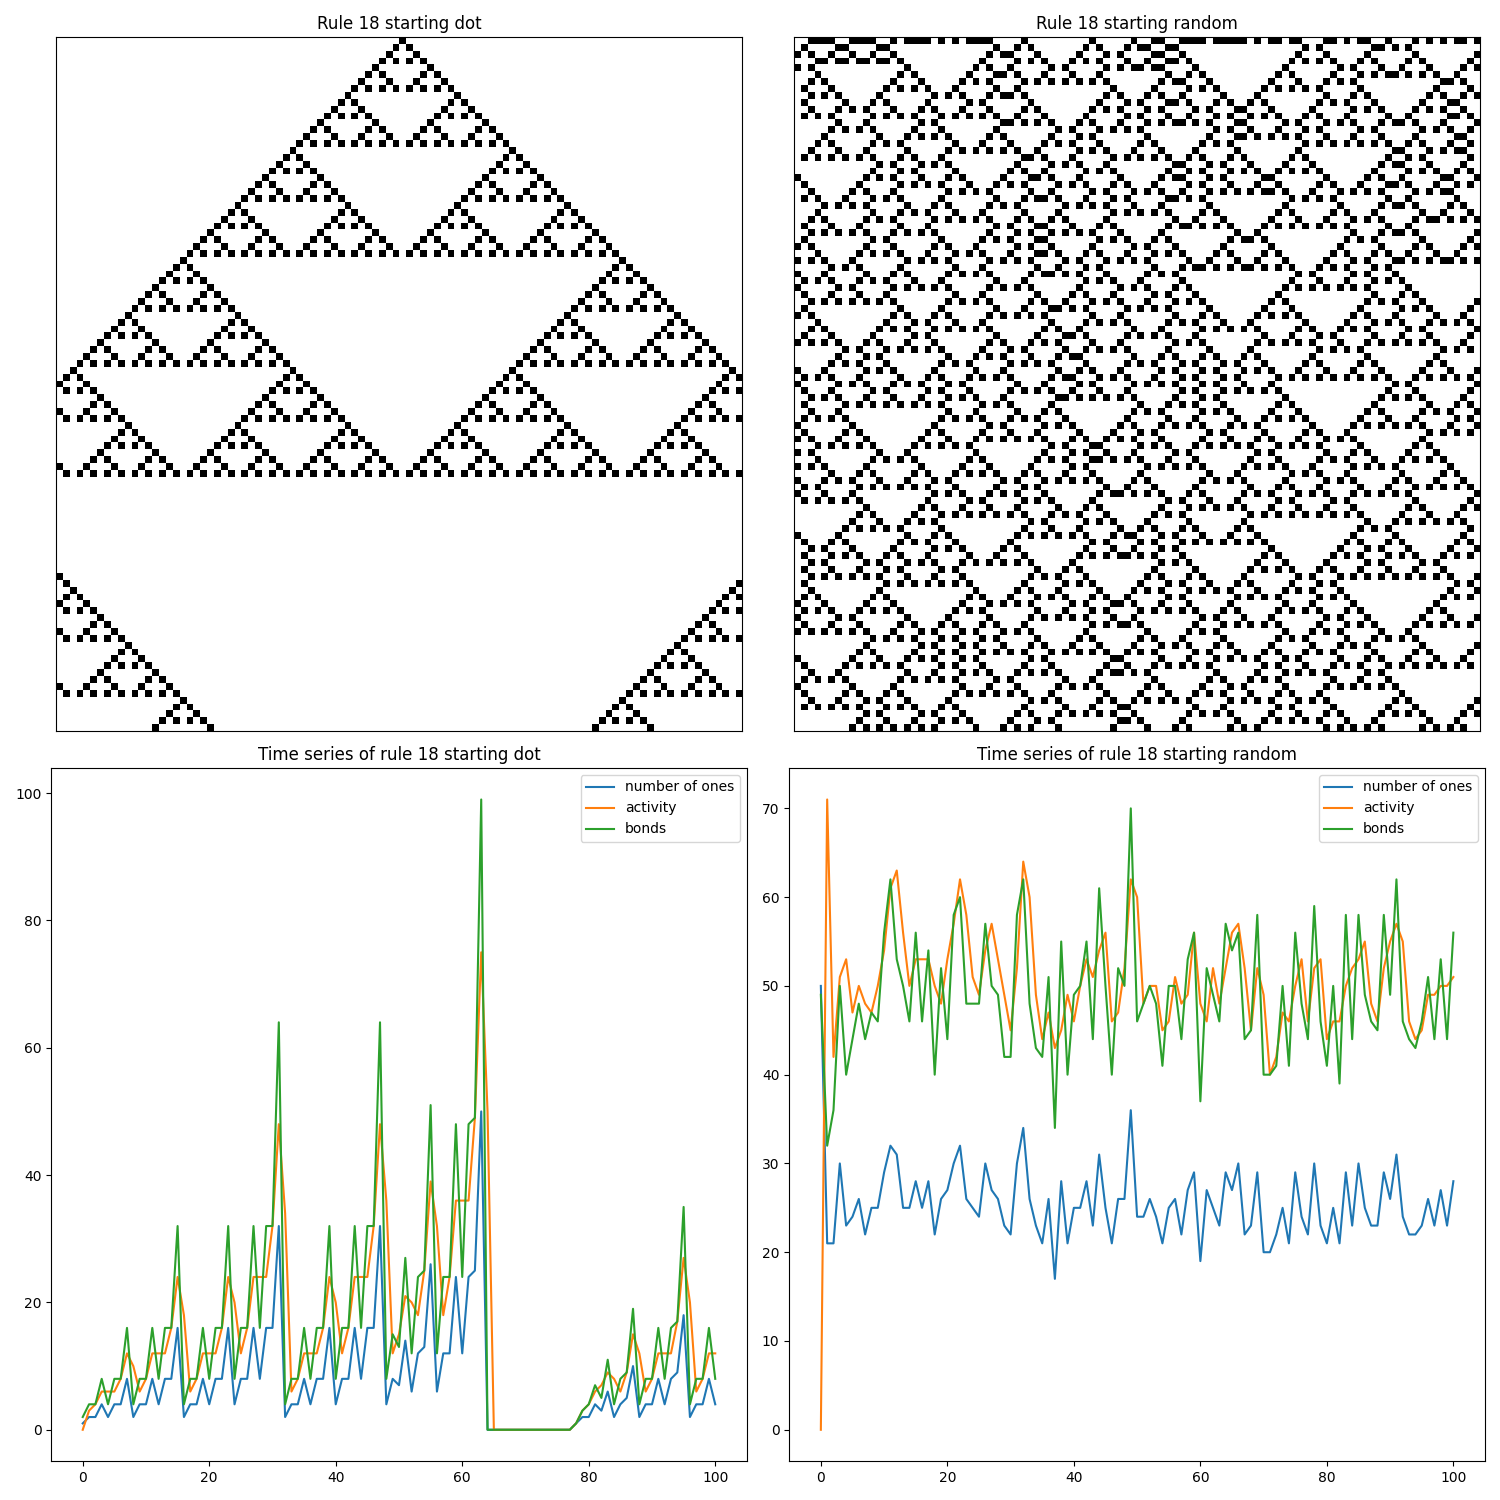 Rule 18 starting dot
Rule 18 starting random
Time series of rule 18 starting dot
100
80
60
40
20
0
0 20 40 60 80 100
number of ones
activity
bonds
Time series of rule 18 starting random
70
60
50
40
30
20
10
0
0 20 40 60 80 100
number of ones
activity
bonds